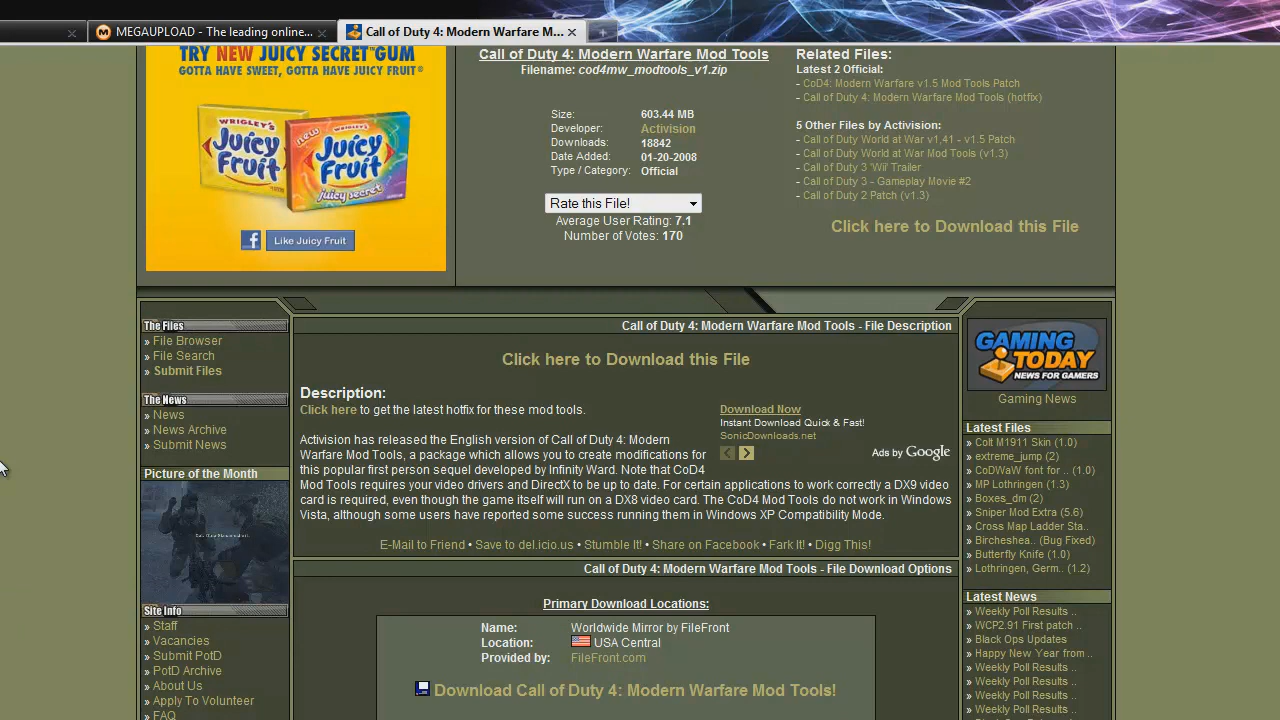 MEGAUPLOAD - The leading online...
Call of Duty 4: Modern Warfare M...
TRY NEW JUICY SECRET™ GUM
GOTTA HAVE SWEET, GOTTA HAVE JUICY FRUIT®
WRIGLEY'S
Juicy
Fruit
new
WRIGLEY'S
Juicy
Fruit
juicy secret
Like Juicy Fruit
Call of Duty 4: Modern Warfare Mod Tools
Filename: cod4mw_modtools_v1.zip
Size: 603.44 MB
Developer: Activision
Downloads: 18842
Date Added: 01-20-2008
Type / Category: Official
Rate this File!
Average User Rating: 7.1
Number of Votes: 170
Related Files:
Latest 2 Official:
- CoD4: Modern Warfare v1.5 Mod Tools Patch
- Call of Duty 4: Modern Warfare Mod Tools (hotfix)
5 Other Files by Activision:
- Call of Duty World at War v1,41 - v1.5 Patch
- Call of Duty World at War Mod Tools (v1.3)
- Call of Duty 3 'Wii' Trailer
- Call of Duty 3 - Gameplay Movie #2
- Call of Duty 2 Patch (v1.3)
Click here to Download this File
The Files
» File Browser
» File Search
» Submit Files
The News
» News
» News Archive
» Submit News
Picture of the Month
Site Info
» Staff
» Vacancies
» Submit PotD
» PotD Archive
» About Us
» Apply To Volunteer
» FAQ
Call of Duty 4: Modern Warfare Mod Tools - File Description
Click here to Download this File
Description:
Click here to get the latest hotfix for these mod tools.
Activision has released the English version of Call of Duty 4: Modern
Warfare Mod Tools, a package which allows you to create modifications for
this popular first person sequel developed by Infinity Ward. Note that CoD4
Mod Tools requires your video drivers and DirectX to be up to date. For certain applications to work correctly a DX9 video
card is required, even though the game itself will run on a DX8 video card. The CoD4 Mod Tools do not work in Windows
Vista, although some users have reported some success running them in Windows XP Compatibility Mode.
Download Now
Instant Download Quick & Fast!
SonicDownloads.net
Ads by Google
E-Mail to Friend • Save to del.icio.us • Stumble It! • Share on Facebook • Fark It! • Digg This!
Call of Duty 4: Modern Warfare Mod Tools - File Download Options
Primary Download Locations:
Name: Worldwide Mirror by FileFront
Location: USA Central
Provided by: FileFront.com
Download Call of Duty 4: Modern Warfare Mod Tools!
GAMING
TODAY
NEWS FOR GAMERS
Gaming News
Latest Files
» Colt M1911 Skin (1.0)
» extreme_jump (2)
» CoDWaW font for .. (1.0)
» MP Lothringen (1.3)
» Boxes_dm (2)
» Sniper Mod Extra (5.6)
» Cross Map Ladder Sta..
» Bircheshea.. (Bug Fixed)
» Butterfly Knife (1.0)
» Lothringen, Germ.. (1.2)
Latest News
» Weekly Poll Results ..
» WCP2.91 First patch ..
» Black Ops Updates
» Happy New Year from ..
» Weekly Poll Results ..
» Weekly Poll Results ..
» Weekly Poll Results ..
» Weekly Poll Results ..